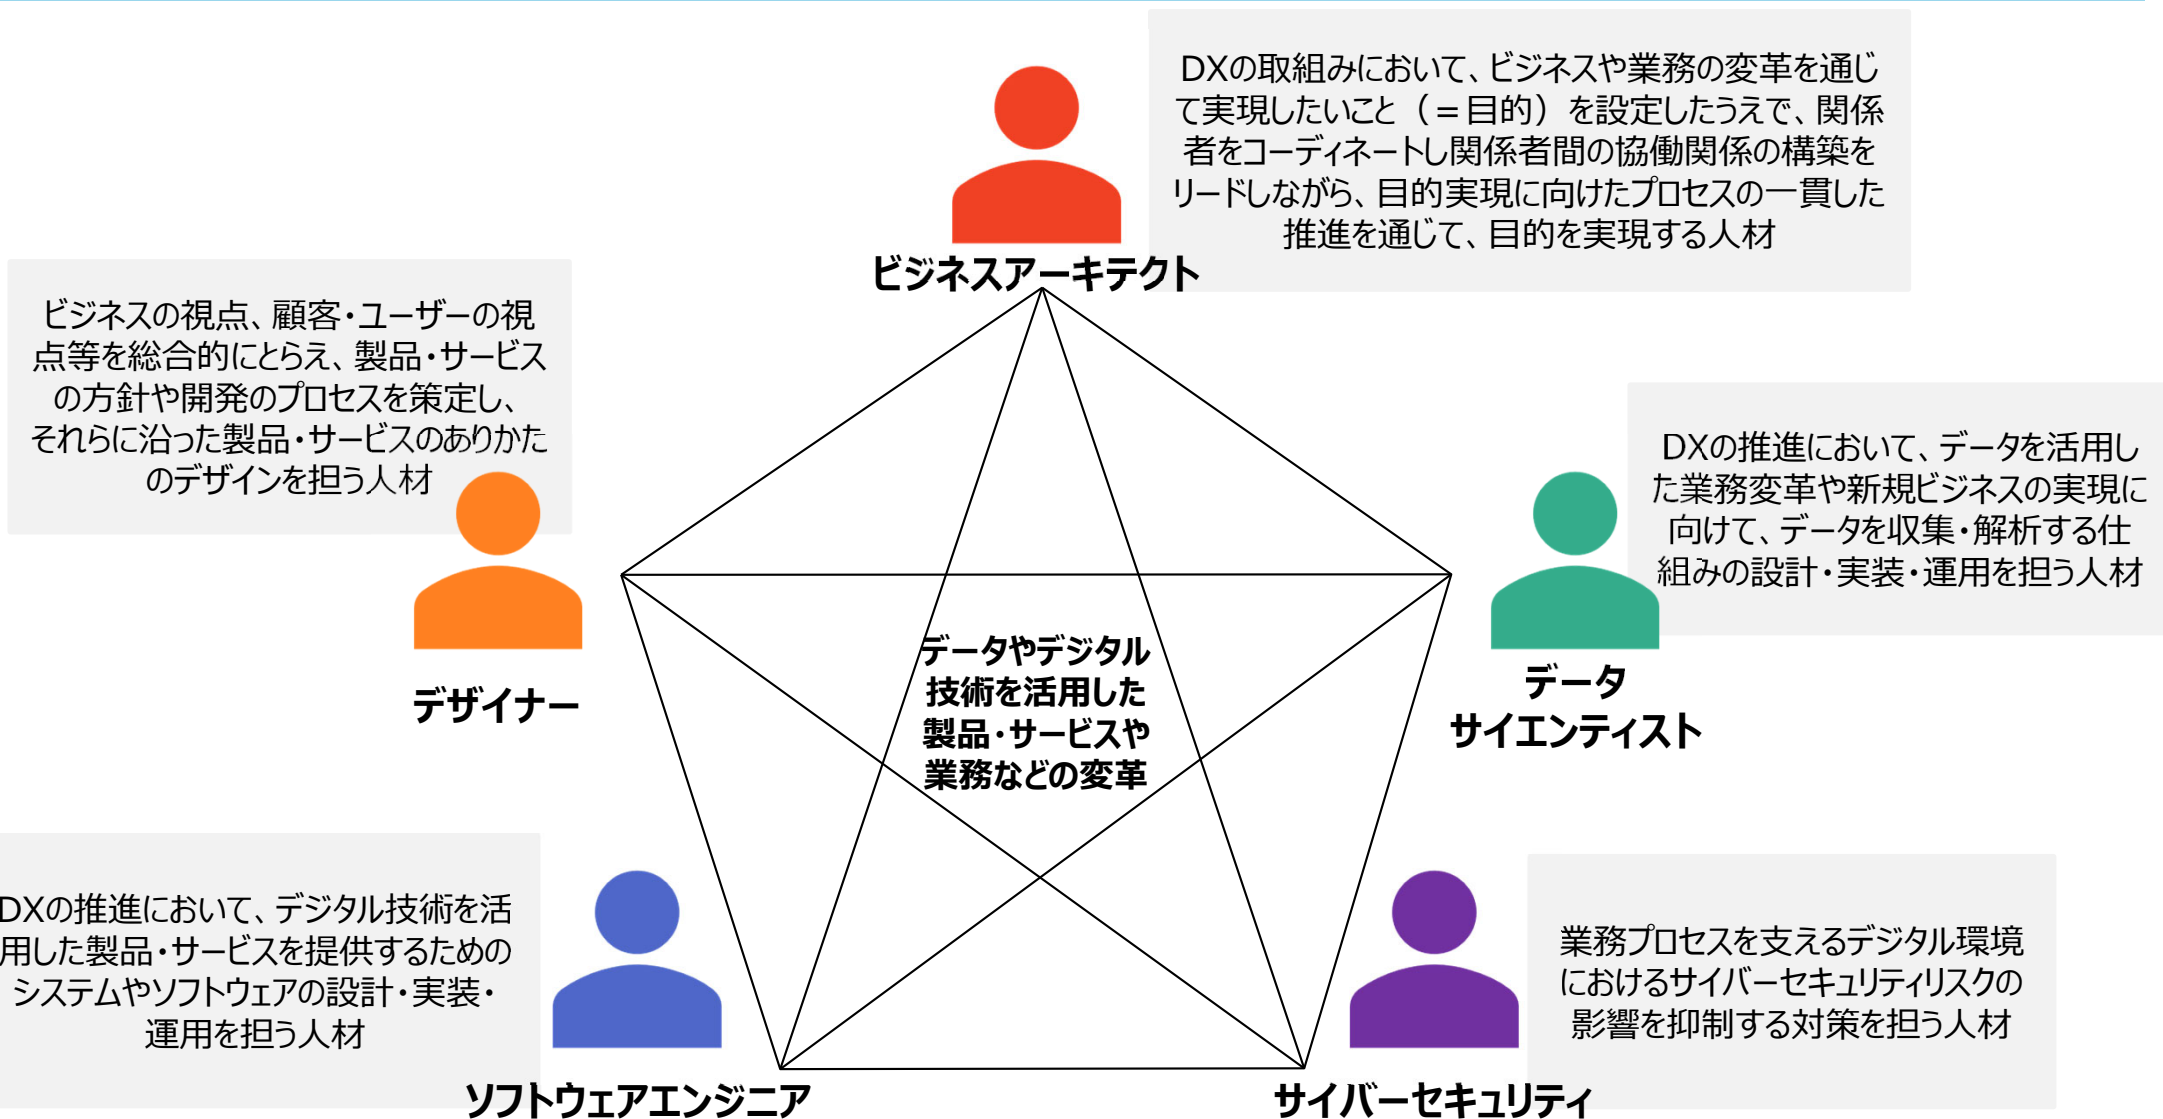 DXの取組みにおいて、ビジネスや業務の変革を通じ
て実現したいこと（＝目的）を設定したうえで、関係
者をコーディネートし関係者間の協働関係の構築を
リードしながら、目的実現に向けたプロセスの一貫した
推進を通じて、目的を実現する人材
ビジネスアーキテクト
ビジネスの視点、顧客・ユーザーの視
点等を総合的にとらえ、製品・サービス
の方針や開発のプロセスを策定し、
それらに沿った製品・サービスのありかた
のデザインを担う人材
デザイナー
DXの推進において、データを活用し
た業務変革や新規ビジネスの実現に
向けて、データを収集・解析する仕
組みの設計・実装・運用を担う人材
データ
サイエンティスト
データやデジタル
技術を活用した
製品・サービスや
業務などの変革
DXの推進において、デジタル技術を活
用した製品・サービスを提供するための
システムやソフトウェアの設計・実装・
運用を担う人材
ソフトウェアエンジニア
業務プロセスを支えるデジタル環境
におけるサイバーセキュリティリスクの
影響を抑制する対策を担う人材
サイバーセキュリティ